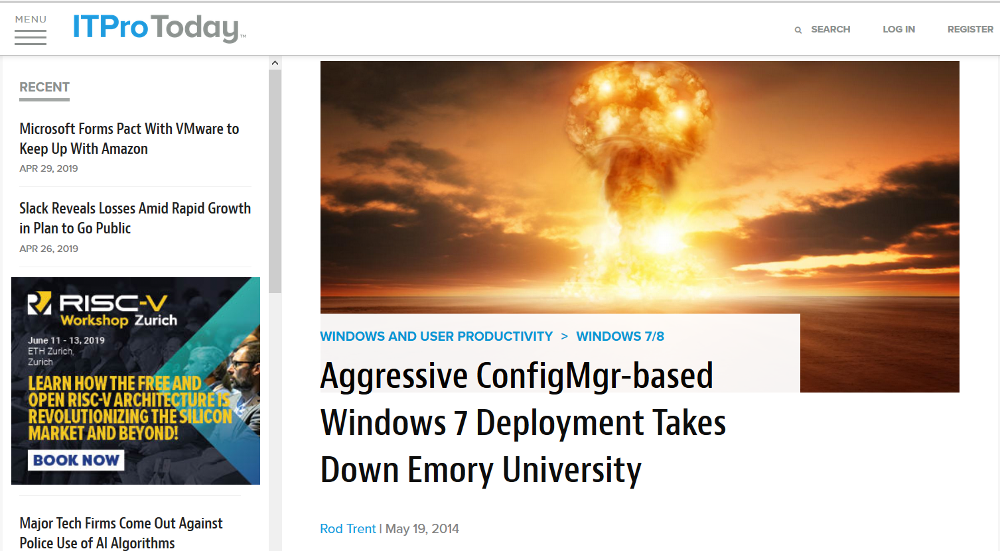 MENU
ITPro Today™
SEARCH
LOG IN
REGISTER
RECENT
Microsoft Forms Pact With VMware to
Keep Up With Amazon
APR 29, 2019
Slack Reveals Losses Amid Rapid Growth
in Plan to Go Public
APR 26, 2019
RISC-V
Workshop Zurich
June 11 - 13, 2019
ETH Zurich,
Zurich
LEARN HOW THE FREE AND
OPEN RISC-V ARCHITECTURE IS
REVOLUTIONIZING THE SILICON
MARKET AND BEYOND!
BOOK NOW
Major Tech Firms Come Out Against
Police Use of AI Algorithms
WINDOWS AND USER PRODUCTIVITY > WINDOWS 7/8
Aggressive ConfigMgr-based
Windows 7 Deployment Takes
Down Emory University
Rod Trent | May 19, 2014